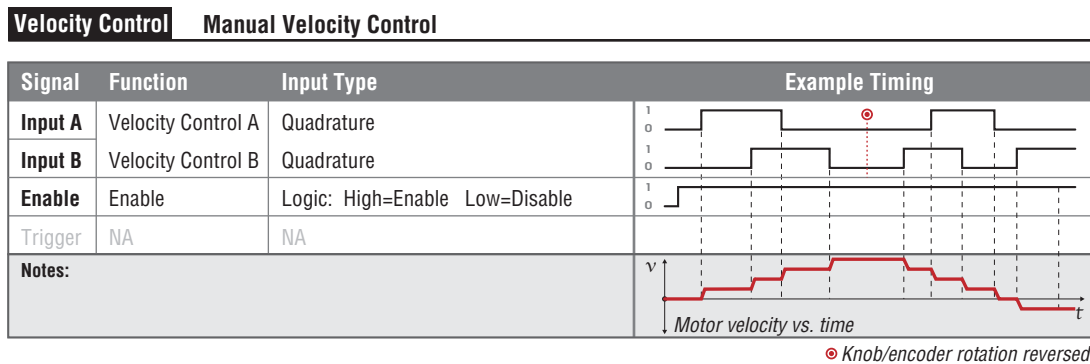 Velocity Control Manual Velocity Control
Signal Function Input Type Example Timing
Input A Velocity Control A Quadrature 1 0
Input B Velocity Control B Quadrature 1 0
Enable Enable Logic: High=Enable Low=Disable 1 0
Trigger NA NA
Notes: v t
Motor velocity vs. time
Knob/encoder rotation reversed